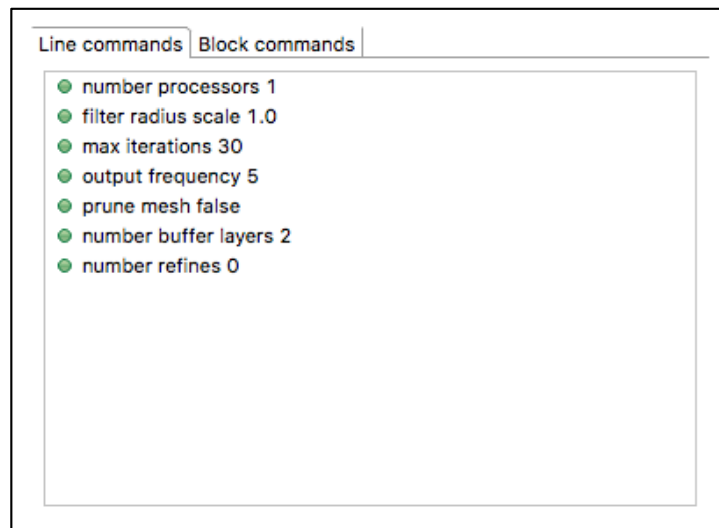 Line commands Block commands
number processors 1
filter radius scale 1.0
max iterations 30
output frequency 5
prune mesh false
number buffer layers 2
number refines 0